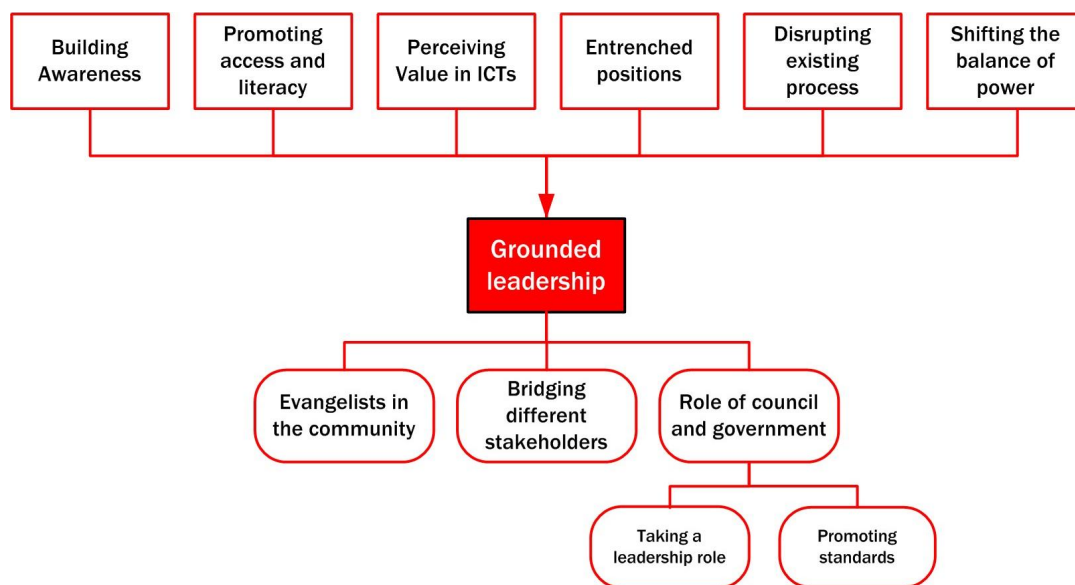 Building
Awareness
Promoting
access and
literacy
Perceiving
Value in ICTs
Entrenched
positions
Disrupting
existing
process
Shifting the
balance of
power
Grounded
leadership
Evangelists in
the community
Bridging
different
stakeholders
Role of council
and government
Taking a
leadership role
Promoting
standards